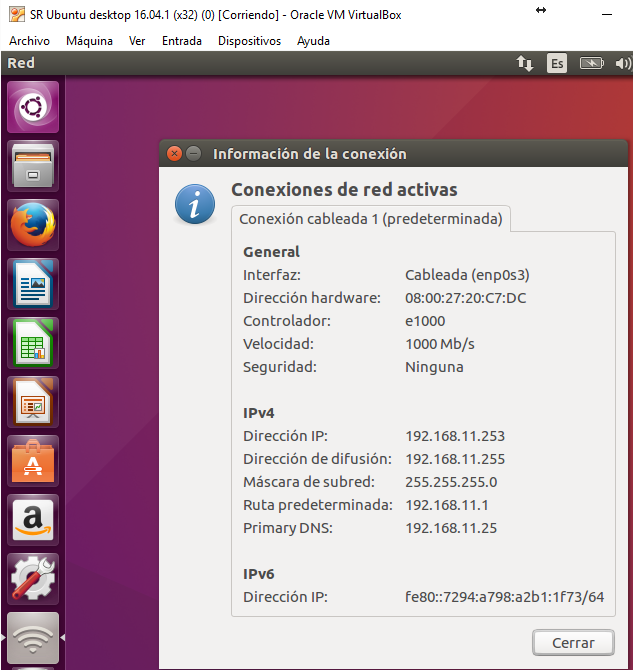 SR Ubuntu desktop 16.04.1 (x32) (0) [Corriendo] - Oracle VM VirtualBox
Archivo Máquina Ver Entrada Dispositivos Ayuda
Red Es
Información de la conexión
Conexiones de red activas
Conexión cableada 1 (predeterminada)
General
Interfaz: Cableada (enp0s3)
Dirección hardware: 08:00:27:20:C7:DC
Controlador: e1000
Velocidad: 1000 Mb/s
Seguridad: Ninguna
IPv4
Dirección IP: 192.168.11.253
Dirección de difusión: 192.168.11.255
Máscara de subred: 255.255.255.0
Ruta predeterminada: 192.168.11.1
Primary DNS: 192.168.11.25
IPv6
Dirección IP: fe80::7294:a798:a2b1:1f73/64
Cerrar